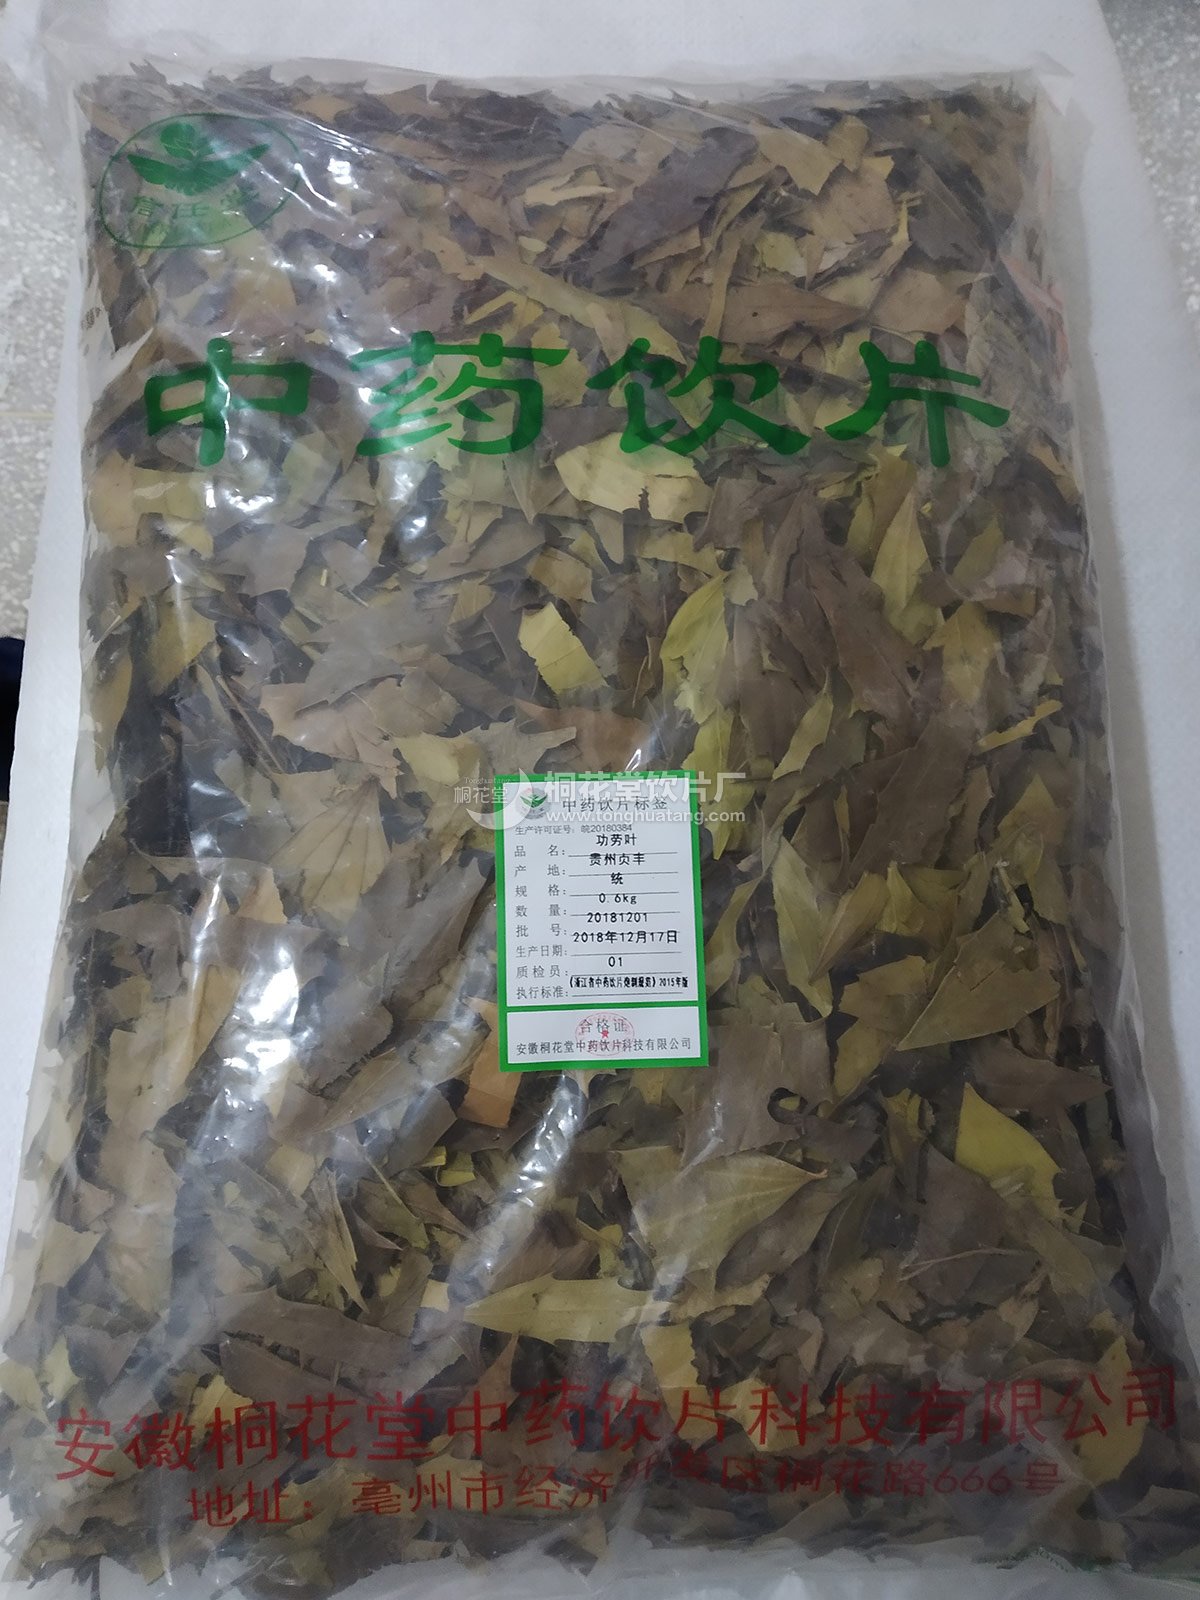 中药饮片
Tonghuatang
桐花堂
桐花堂饮片厂
www.tonghuatang.com
中药饮片标签
生产许可证号：皖20180384
品　名：功劳叶
产　地：贵州贞丰
规　格：统
数　量：0.6kg
批　号：20181201
生产日期：2018年12月17日
质检员：01
执行标准：《浙江省中药饮片炮制规范》2015年版
合格证
安徽桐花堂中药饮片科技有限公司
安徽桐花堂中药饮片科技有限公司
地址：亳州市经济开发区桐花路666号